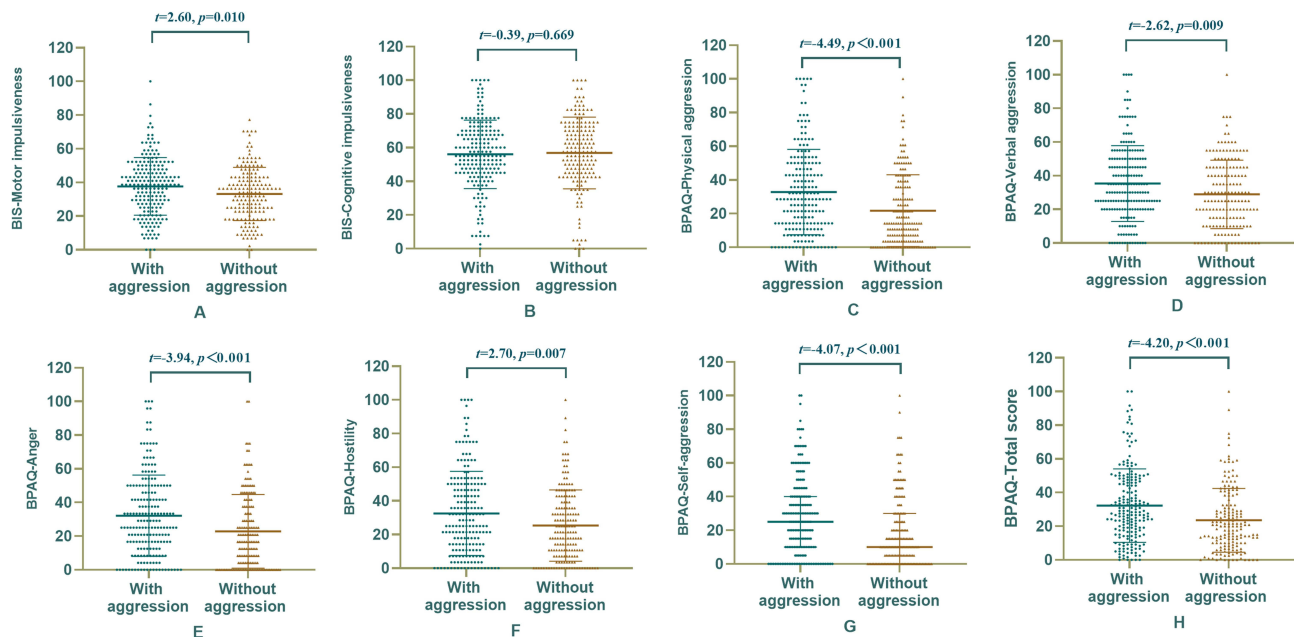 t=2.60, p=0.010
BIS-Motor impulsiveness
120
100
80
60
40
20
0
With
aggression
Without
aggression
A
t=-0.39, p=0.669
BIS-Cognitive impulsiveness
120
100
80
60
40
20
0
With
aggression
Without
aggression
B
t=-4.49, p<0.001
BPAQ-Physical aggression
120
100
80
60
40
20
0
With
aggression
Without
aggression
C
t=-2.62, p=0.009
BPAQ-Verbal aggression
120
100
80
60
40
20
0
With
aggression
Without
aggression
D
t=-3.94, p<0.001
BPAQ-Anger
120
100
80
60
40
20
0
With
aggression
Without
aggression
E
t=2.70, p=0.007
BPAQ-Hostility
120
100
80
60
40
20
0
With
aggression
Without
aggression
F
t=-4.07, p<0.001
BPAQ-Self-aggression
120
100
80
60
40
20
0
With
aggression
Without
aggression
G
t=-4.20, p<0.001
BPAQ-Total score
120
100
80
60
40
20
0
With
aggression
Without
aggression
H